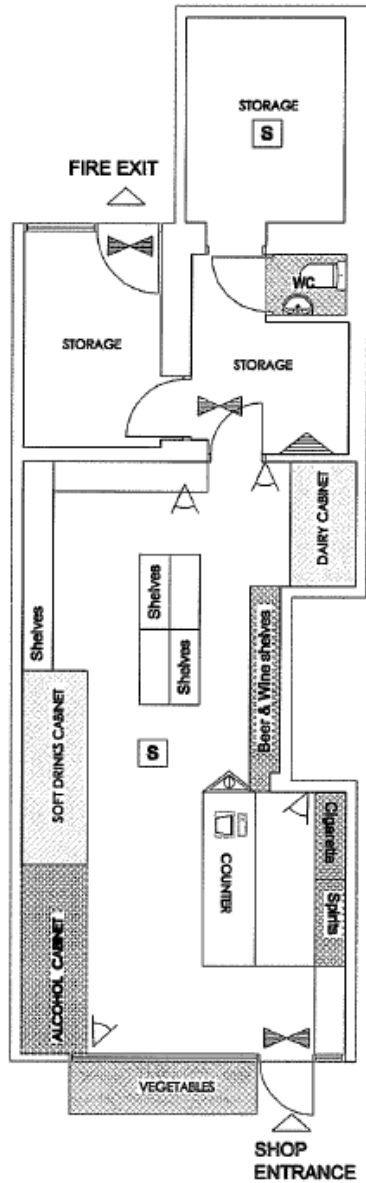 STORAGE
S
FIRE EXIT
WC
STORAGE
STORAGE
DAIRY CABINET
Shelves
Shelves
Shelves
Beer & Wine shelves
SOFT DRINKS CABINET
S
COUNTER
Cigarette
Spirits
ALCOHOL CABINET
VEGETABLES
SHOP
ENTRANCE